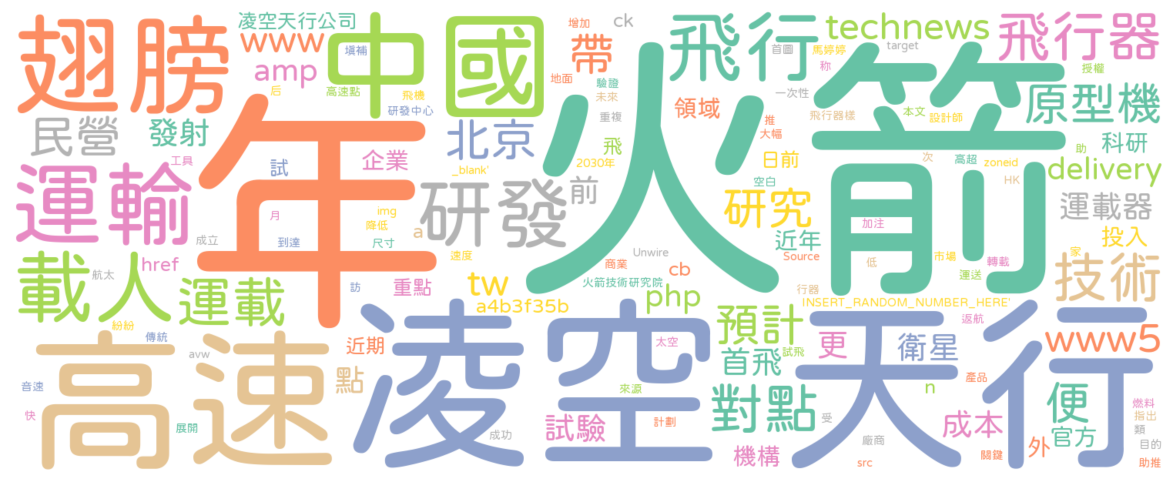 凌空天行公司
增加
ck
首圖
馬婷婷
target
technews
飛行器
翅膀
www
填補
中國
帶
飛行
称
授權
amp
后
高速點
飛機
研發中心
地面
驗證
未來
一次性
飛行器樣
本文
設計師
原型機
民營
發射
北京
重複
領域
推
大幅
科研
工具
企業
試
_blank'
飛
2030年
日前
助
次
高超
zoneid
HK
delivery
運輸
年
研發
前
空白
火箭
研究
運載器
月
img
降低
a
加注
近年
投入
成立
到達
尺寸
速度
Unwire
Source
市場
家
載人
航太
href
訪
重點
商業
火箭技術研究院
cb
低
運送
轉載
技術
運載
tw
a4b3f35b
php
行器
INSERT_RANDOM_NUMBER_HERE'
紛紛
傳統
預計
返航
高速
近期
凌空天行
太空
首飛
試飛
更
衛星
www5
avw
音速
點
來源
n
產品
快
對點
便
燃料
指出
展開
成功
試驗
計劃
受
成本
類
官方
機構
廠商
關鍵
外
目的
src
助推